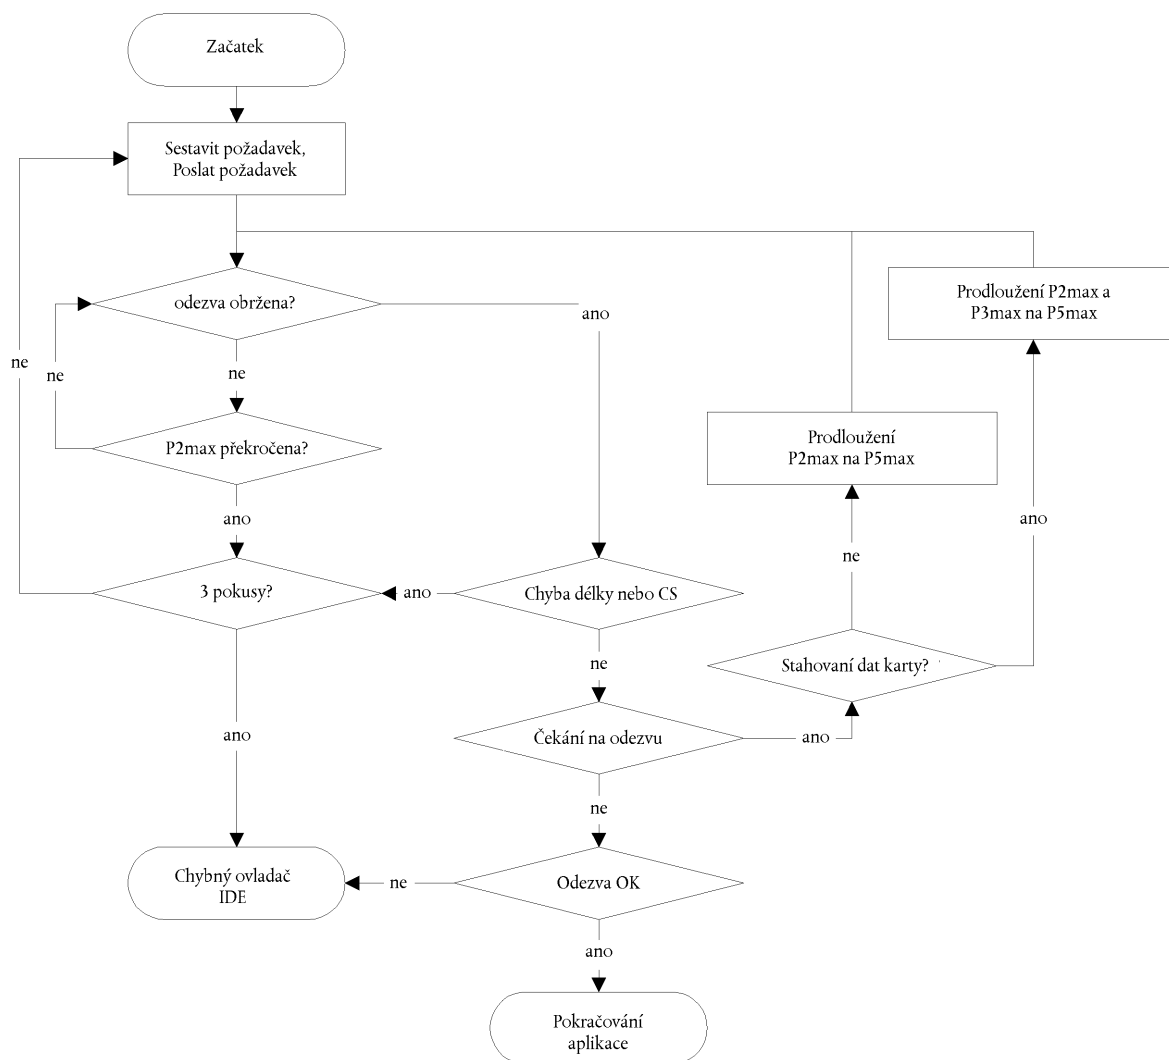 Začatek
Sestavit požadavek,
Poslat požadavek
odezva obržena?
ano
Prodloužení P2max a
P3max na P5max
ne
ne
ne
P2max překročena?
Prodloužení
P2max na P5max
ano
ano
ne
3 pokusy?
ano
Chyba délky nebo CS
ne
Stahovaní dat karty?
ano
Čekání na odezvu
ano
ne
Chybný ovladač
IDE
ne
Odezva OK
ano
Pokračování
aplikace